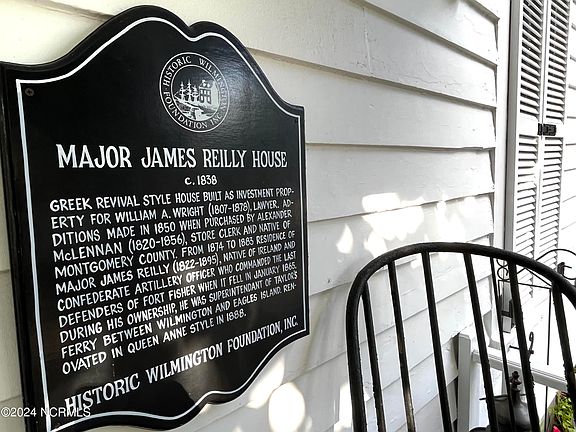 HISTORIC WILMINGTON
FOUNDATION INC.
MAJOR JAMES REILLY HOUSE
c. 1838
GREEK REVIVAL STYLE HOUSE BUILT AS INVESTMENT PROP-
ERTY FOR WILLIAM A. WRIGHT (1807-1878), LAWYER. AD-
DITIONS MADE IN 1850 WHEN PURCHASED BY ALEXANDER
McLENNAN (1820-1856), STORE CLERK AND NATIVE OF
MONTGOMERY COUNTY. FROM 1874 TO 1883 RESIDENCE OF
MAJOR JAMES REILLY (1822-1895), NATIVE OF IRELAND AND
CONFEDERATE ARTILLERY OFFICER WHO COMMANDED THE LAST
DEFENDERS OF FORT FISHER WHEN IT FELL IN JANUARY 1865.
DURING HIS OWNERSHIP, HE WAS SUPERINTENDENT OF TAYLOR'S
FERRY BETWEEN WILMINGTON AND EAGLES ISLAND. REN-
OVATED IN QUEEN ANNE STYLE IN 1888.
HISTORIC WILMINGTON FOUNDATION, INC.
©2024 NCRMLS